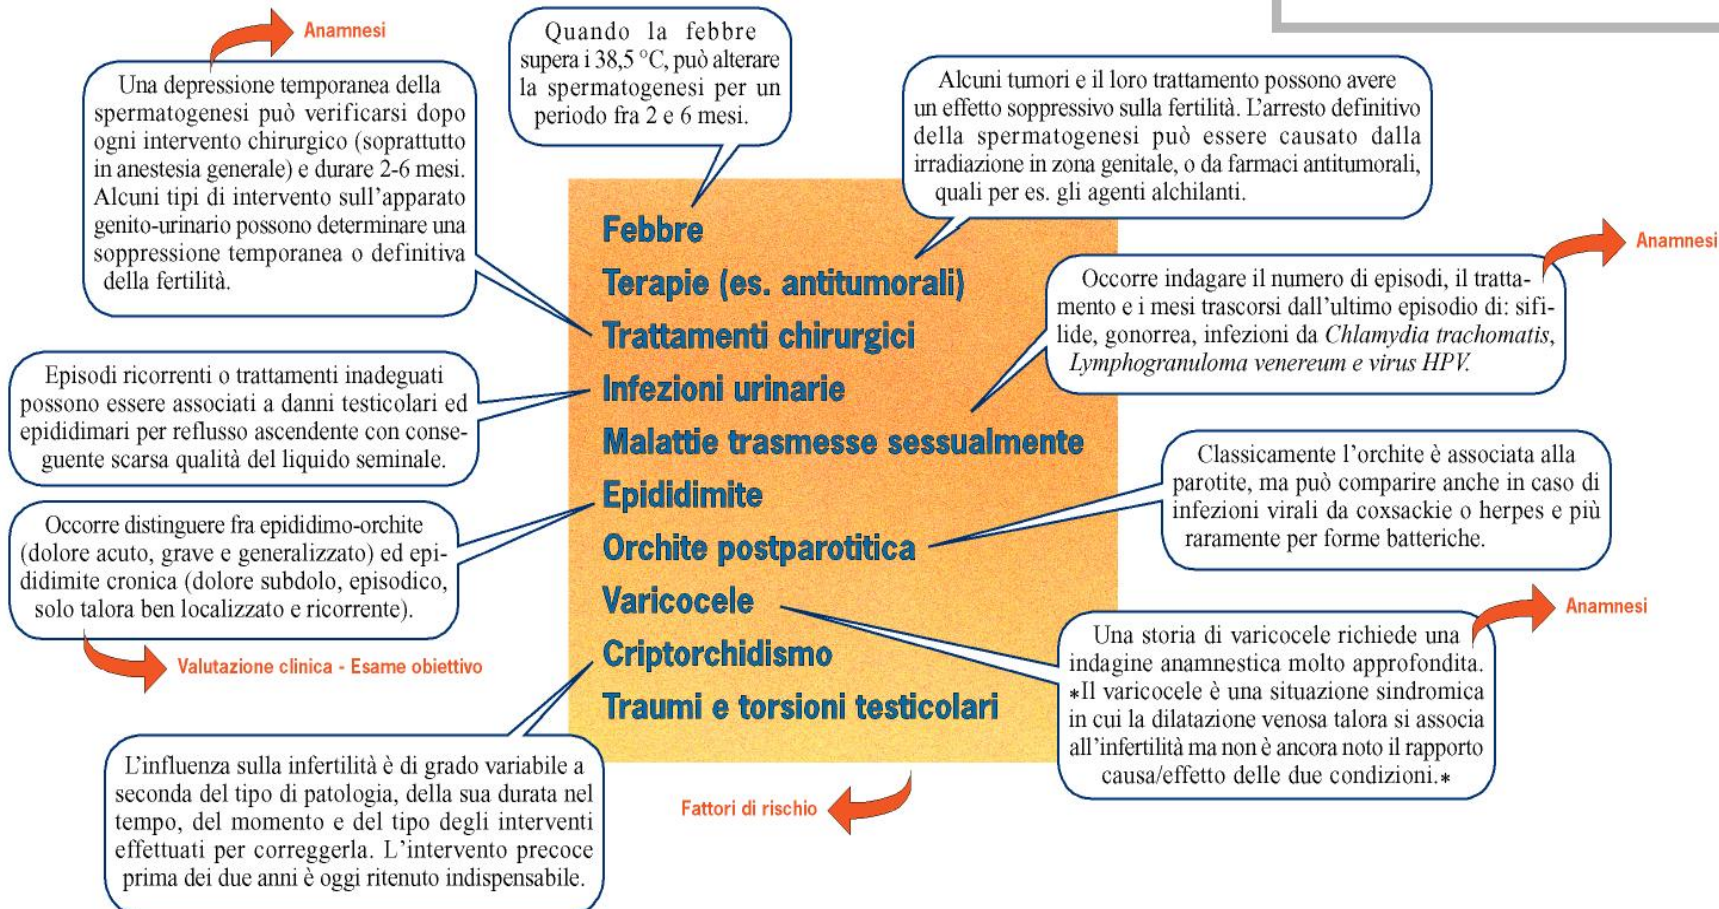 Anamnesi
Una depressione temporanea della
spermatogenesi può verificarsi dopo
ogni intervento chirurgico (soprattutto
in anestesia generale) e durare 2-6 mesi.
Alcuni tipi di intervento sull'apparato
genito-urinario possono determinare una
soppressione temporanea o definitiva
della fertilità.
Quando la febbre
supera i 38,5 °C, può alterare
la spermatogenesi per un
periodo fra 2 e 6 mesi.
Alcuni tumori e il loro trattamento possono avere
un effetto soppressivo sulla fertilità. L'arresto definitivo
della spermatogenesi può essere causato dalla
irradiazione in zona genitale, o da farmaci antitumorali,
quali per es. gli agenti alchilanti.
Anamnesi
Occorre indagare il numero di episodi, il tratta-
mento e i mesi trascorsi dall'ultimo episodio di: sifi-
lide, gonorrea, infezioni da Chlamydia trachomatis,
Lymphogranuloma venereum e virus HPV.
Febbre
Terapie (es. antitumorali)
Trattamenti chirurgici
Infezioni urinarie
Malattie trasmesse sessualmente
Epididimite
Orchite postparotitica
Varicocele
Criptorchidismo
Traumi e torsioni testicolari
Episodi ricorrenti o trattamenti inadeguati
possono essere associati a danni testicolari ed
epididimari per reflusso ascendente con conse-
guente scarsa qualità del liquido seminale.
Classicamente l'orchite è associata alla
parotite, ma può comparire anche in caso di
infezioni virali da coxsackie o herpes e più
raramente per forme batteriche.
Occorre distinguere fra epididimo-orchite
(dolore acuto, grave e generalizzato) ed epi-
didimite cronica (dolore subdolo, episodico,
solo talora ben localizzato e ricorrente).
Valutazione clinica - Esame obiettivo
Anamnesi
Una storia di varicocele richiede una
indagine anamnestica molto approfondita.
*Il varicocele è una situazione sindromica
in cui la dilatazione venosa talora si associa
all'infertilità ma non è ancora noto il rapporto
causa/effetto delle due condizioni.*
L'influenza sulla infertilità è di grado variabile a
seconda del tipo di patologia, della sua durata nel
tempo, del momento e del tipo degli interventi
effettuati per correggerla. L'intervento precoce
prima dei due anni è oggi ritenuto indispensabile.
Fattori di rischio